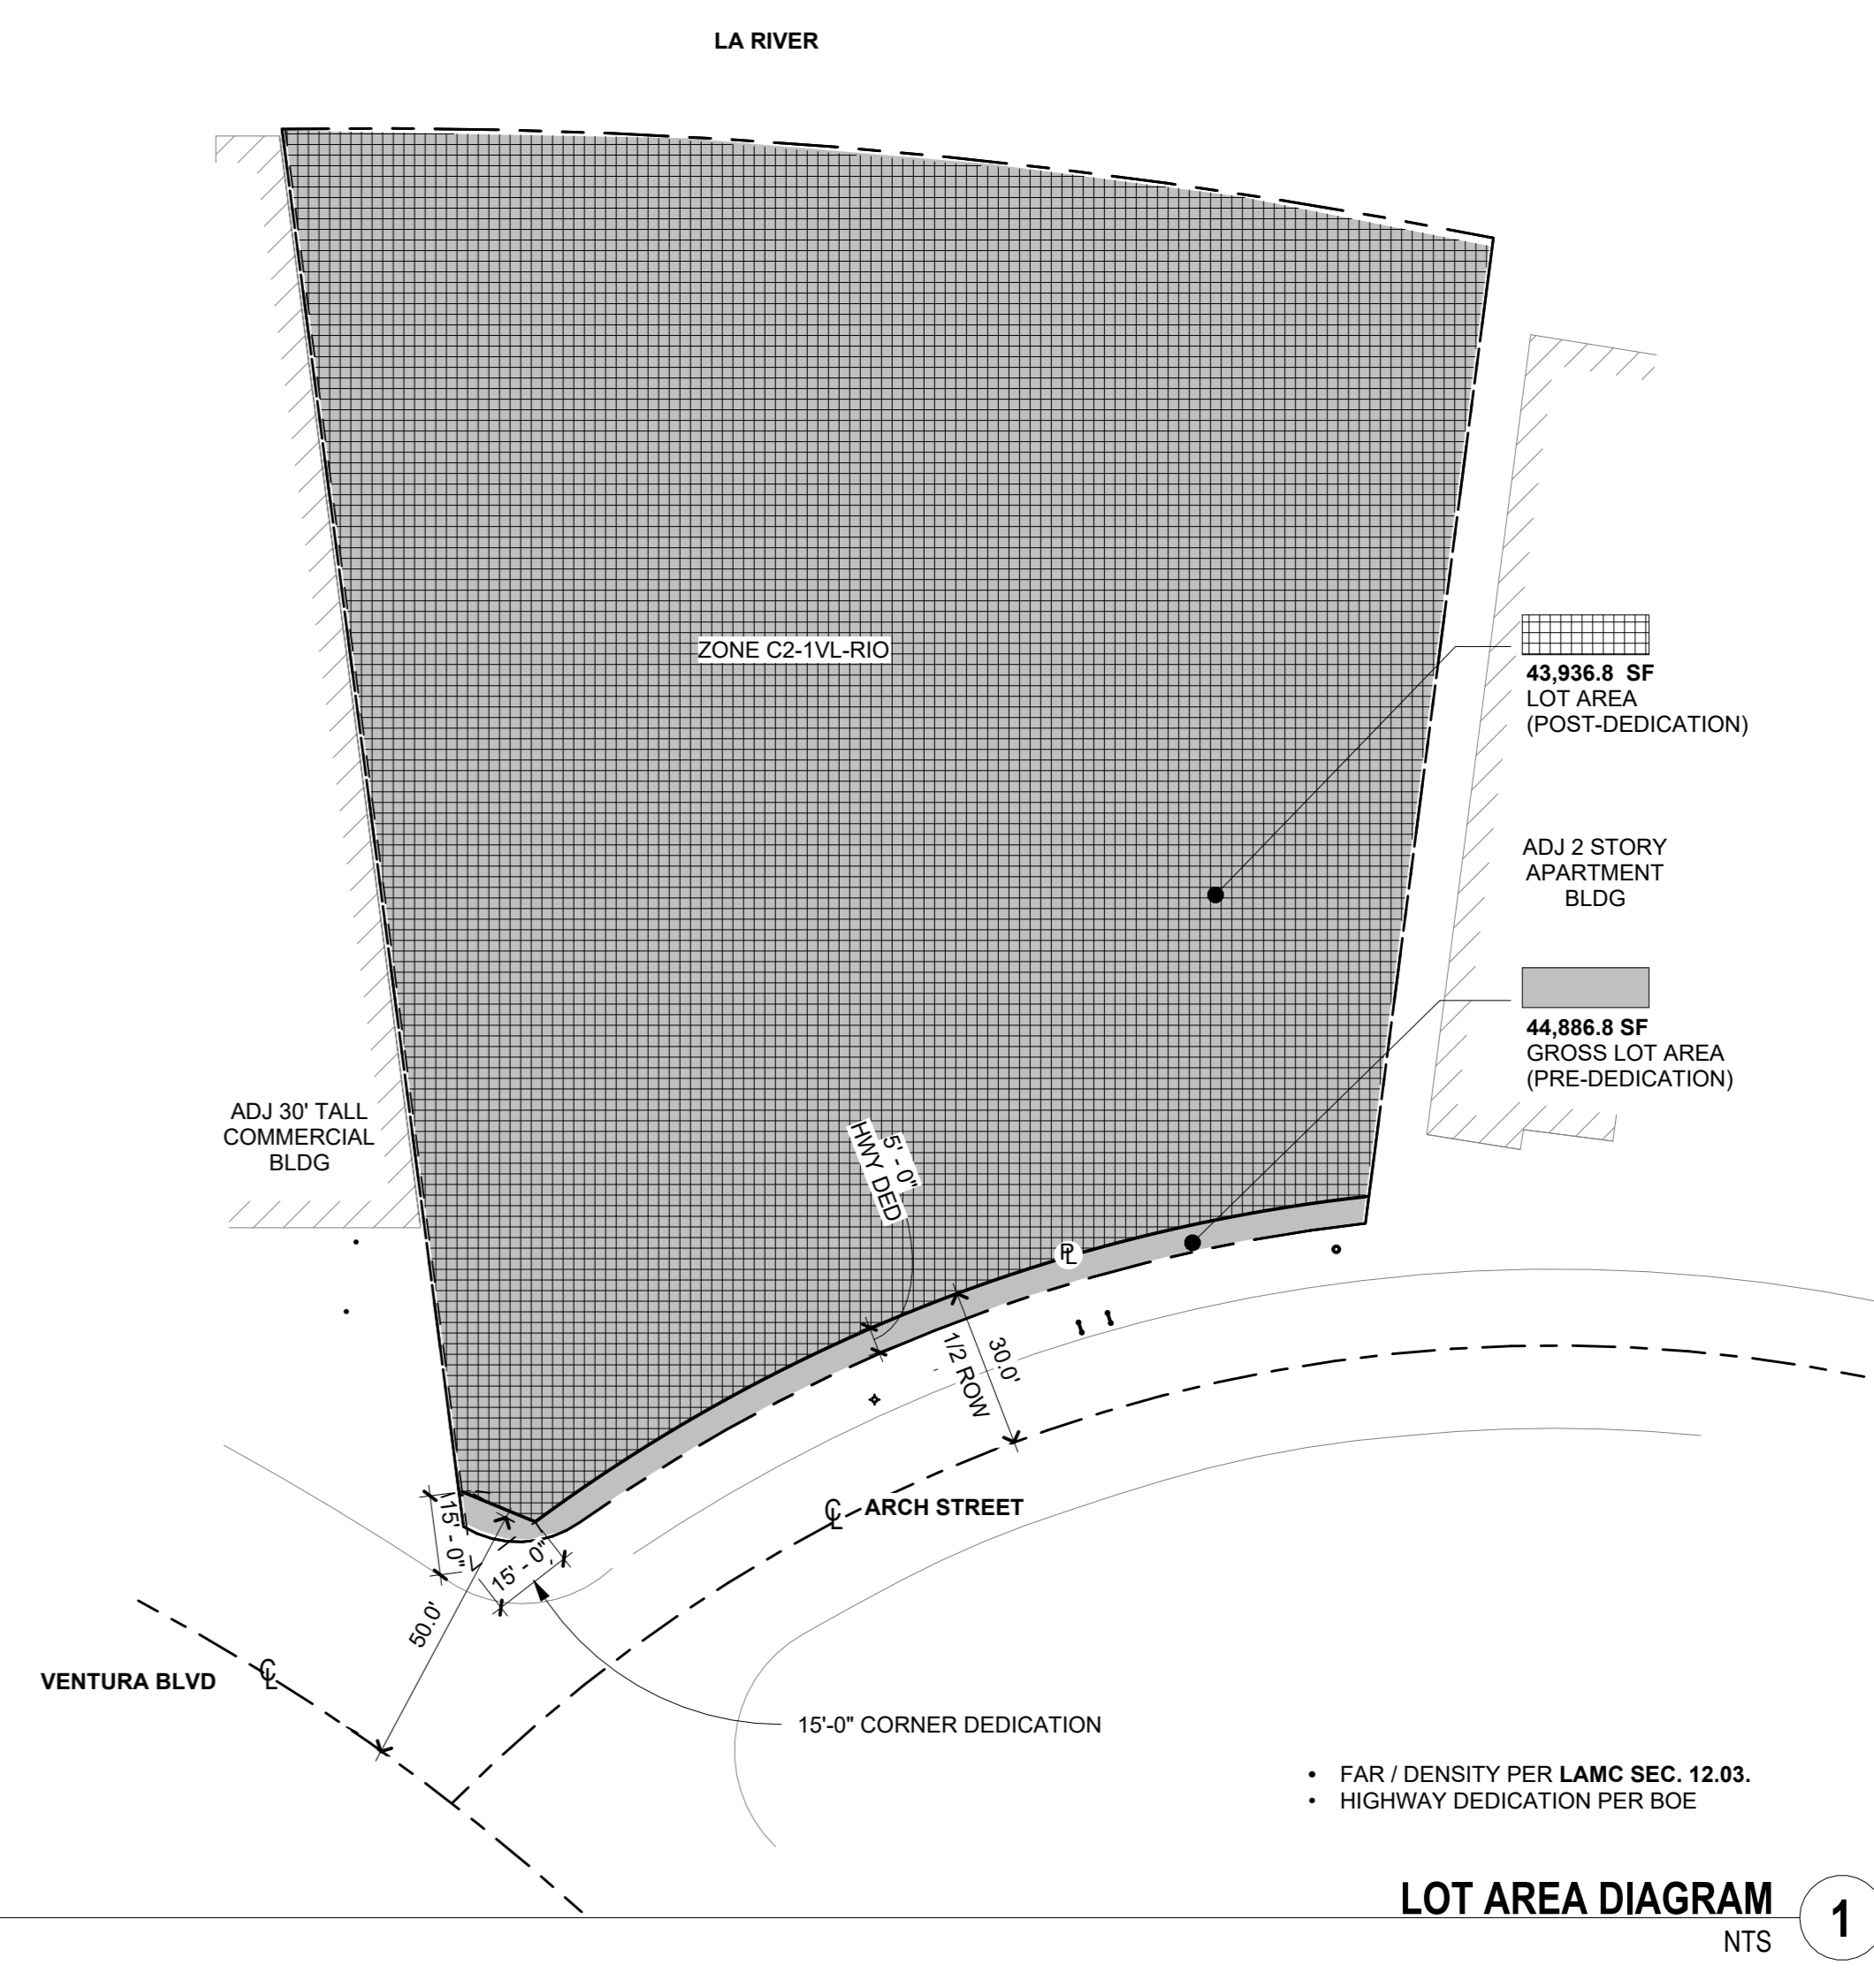 LA RIVER
ZONE C2-1VL-RIO
43,936.8 SF
LOT AREA
(POST-DEDICATION)
ADJ 2 STORY
APARTMENT
BLDG
44,886.8 SF
GROSS LOT AREA
(PRE-DEDICATION)
ADJ 30' TALL
COMMERCIAL
BLDG
5' - 0"
HWY DED
PL
30.0'
1/2 ROW
CL ARCH STREET
15' - 0"
15' - 0"
50.0'
VENTURA BLVD CL
15'-0" CORNER DEDICATION
• FAR / DENSITY PER LAMC SEC. 12.03.
• HIGHWAY DEDICATION PER BOE
LOT AREA DIAGRAM
1
NTS